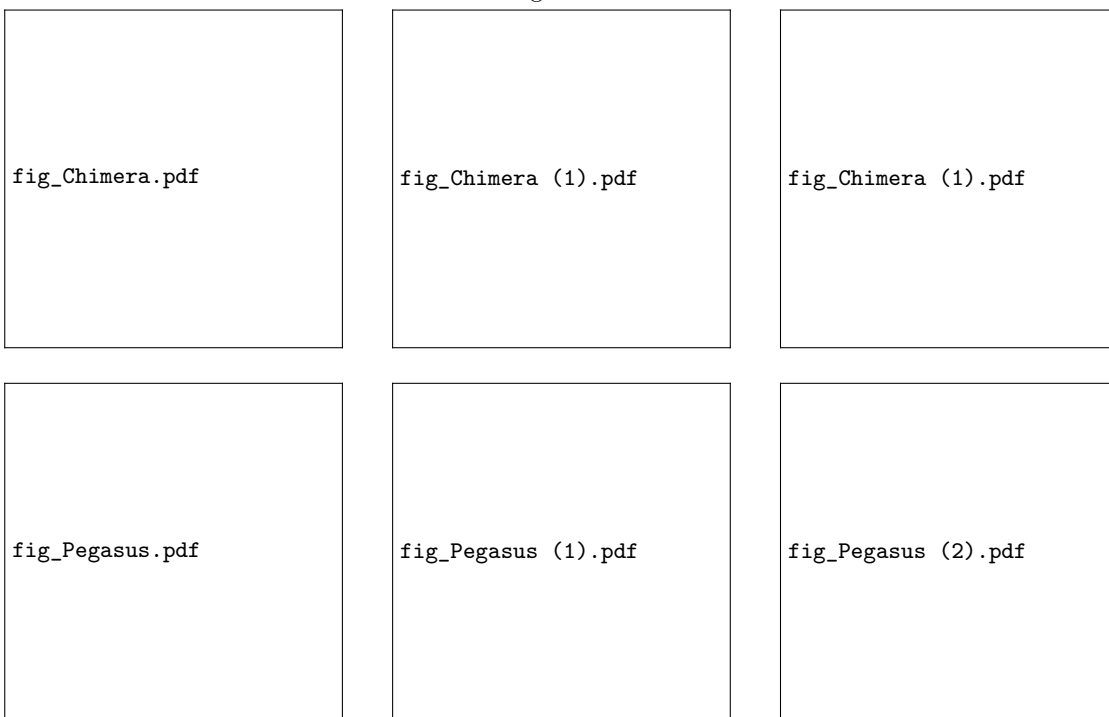 fig_Chimera.pdf
fig_Chimera (1).pdf
fig_Chimera (1).pdf
fig_Pegasus.pdf
fig_Pegasus (1).pdf
fig_Pegasus (2).pdf